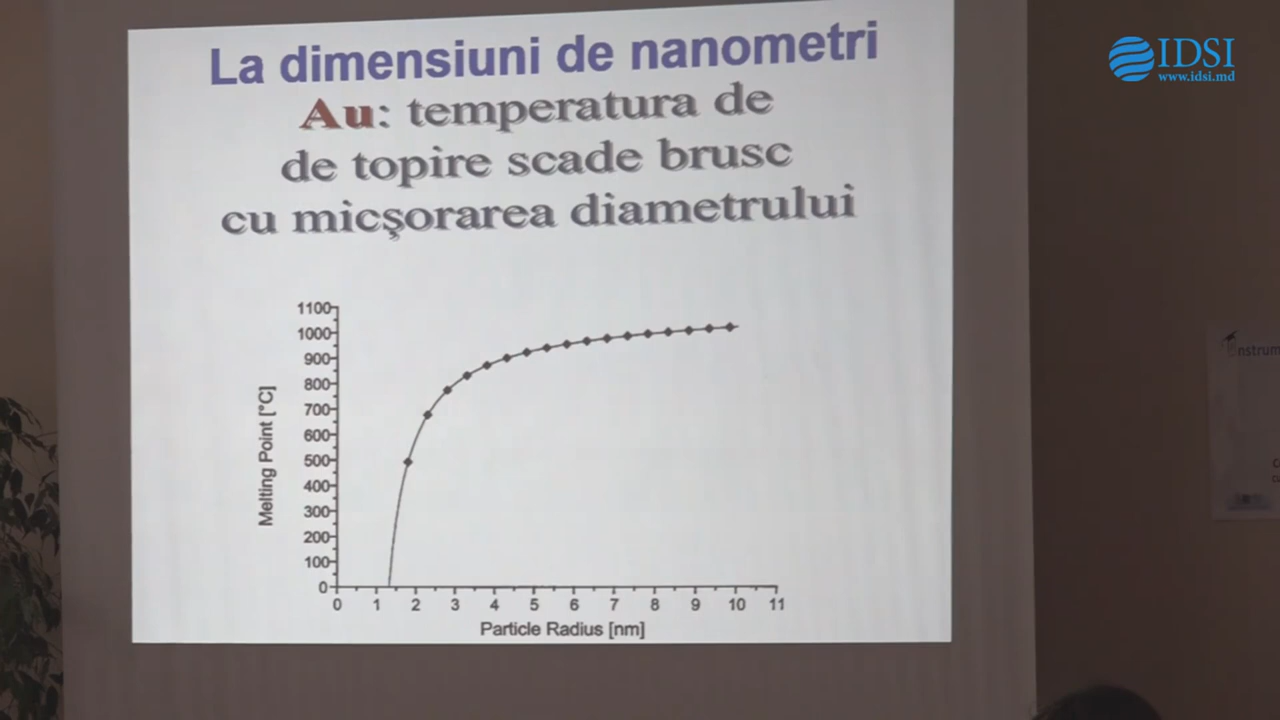 La dimensiuni de nanometri
Au: temperatura de
de topire scade brusc
cu micşorarea diametrului
IDSI
www.idsi.md
1100
1000
900
800
700
600
500
400
300
200
100
0
Melting Point [°C]
0 1 2 3 4 5 6 7 8 9 10 11
Particle Radius [nm]
nstrum